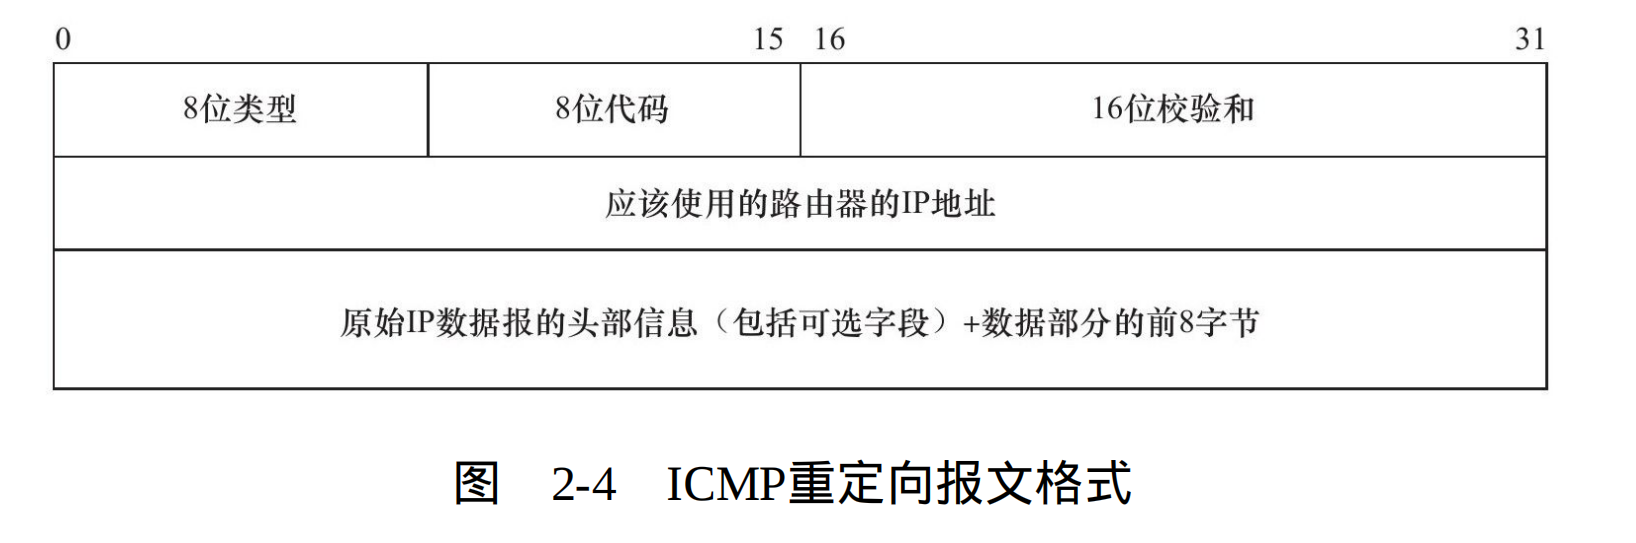 0 15 16 31
8位类型 8位代码 16位校验和
应该使用的路由器的IP地址
原始IP数据报的头部信息（包括可选字段）+数据部分的前8字节
图 2-4 ICMP重定向报文格式